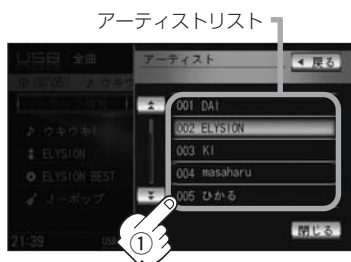 アーティストリスト
USB 全曲
アーティスト
戻る
001 DAI
002 ELYSION
003 KI
004 masaharu
005 ひかる
ウキウキ!
ELYSION
ELYSION BEST
J-ポップ
閉じる
21:39
①